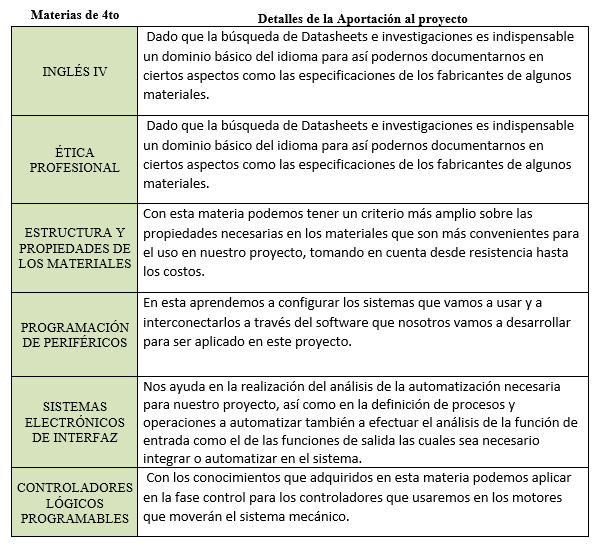 Materias de 4to
Detalles de la Aportación al proyecto
INGLÉS IV
Dado que la búsqueda de Datasheets e investigaciones es indispensable
un dominio básico del idioma para así podernos documentarnos en
ciertos aspectos como las especificaciones de los fabricantes de algunos
materiales.
ÉTICA
PROFESIONAL
Dado que la búsqueda de Datasheets e investigaciones es indispensable
un dominio básico del idioma para así podernos documentarnos en
ciertos aspectos como las especificaciones de los fabricantes de algunos
materiales.
ESTRUCTURA Y
PROPIEDADES DE
LOS MATERIALES
Con esta materia podemos tener un criterio más amplio sobre las
propiedades necesarias en los materiales que son más convenientes para
el uso en nuestro proyecto, tomando en cuenta desde resistencia hasta
los costos.
PROGRAMACIÓN
DE PERIFÉRICOS
En esta aprendemos a configurar los sistemas que vamos a usar y a
interconectarlos a través del software que nosotros vamos a desarrollar
para ser aplicado en este proyecto.
SISTEMAS
ELECTRÓNICOS
DE INTERFAZ
Nos ayuda en la realización del análisis de la automatización necesaria
para nuestro proyecto, así como en la definición de procesos y
operaciones a automatizar también a efectuar el análisis de la función de
entrada como el de las funciones de salida las cuales sea necesario
integrar o automatizar en el sistema.
CONTROLADORES
LÓGICOS
PROGRAMABLES
Con los conocimientos que adquiridos en esta materia podemos aplicar
en la fase control para los controladores que usaremos en los motores
que moverán el sistema mecánico.